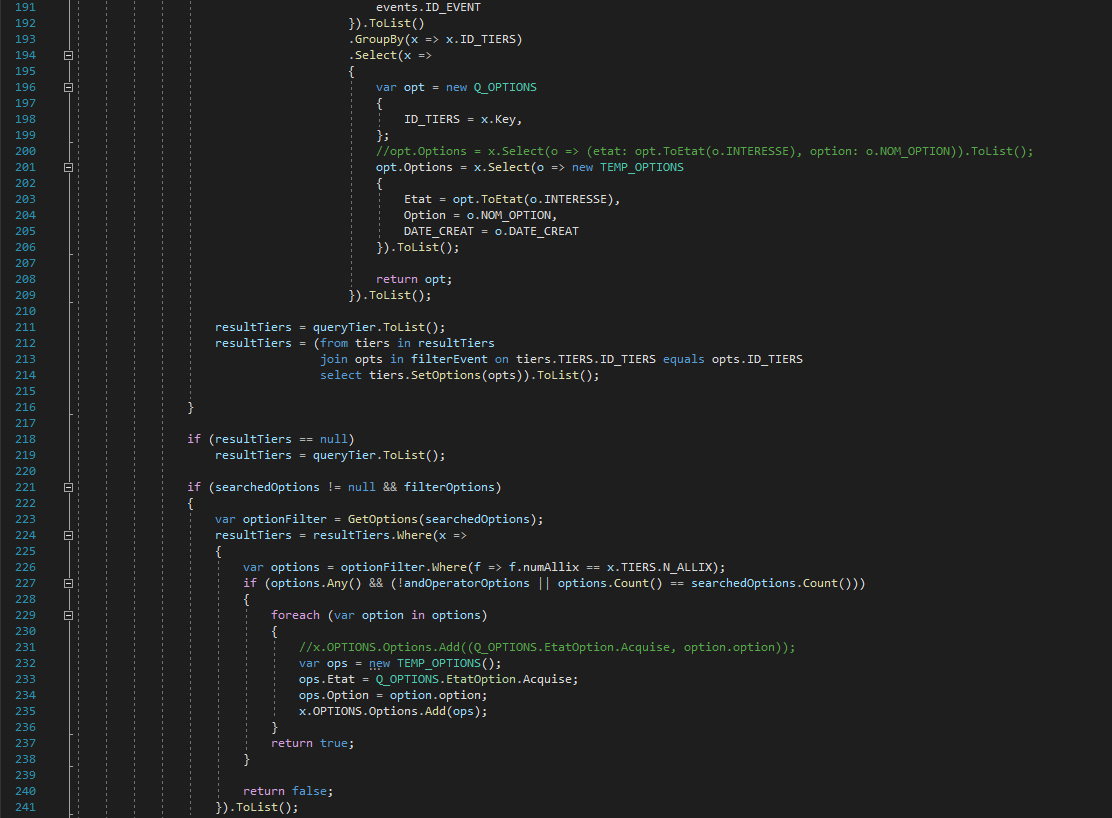 191 events.ID_EVENT
192 }).ToList()
193 .GroupBy(x => x.ID_TIERS)
194 .Select(x =>
195 {
196 var opt = new Q_OPTIONS
197 {
198 ID_TIERS = x.Key,
199 };
200 //opt.Options = x.Select(o => (etat: opt.ToEtat(o.INTERESSE), option: o.NOM_OPTION)).ToList();
201 opt.Options = x.Select(o => new TEMP_OPTIONS
202 {
203 Etat = opt.ToEtat(o.INTERESSE),
204 Option = o.NOM_OPTION,
205 DATE_CREAT = o.DATE_CREAT
206 }).ToList();
207
208 return opt;
209 }).ToList();
210
211 resultTiers = queryTier.ToList();
212 resultTiers = (from tiers in resultTiers
213 join opts in filterEvent on tiers.TIERS.ID_TIERS equals opts.ID_TIERS
214 select tiers.SetOptions(opts)).ToList();
215
216 }
217
218 if (resultTiers == null)
219 resultTiers = queryTier.ToList();
220
221 if (searchedOptions != null && filterOptions)
222 {
223 var optionFilter = GetOptions(searchedOptions);
224 resultTiers = resultTiers.Where(x =>
225 {
226 var options = optionFilter.Where(f => f.numAllix == x.TIERS.N_ALLIX);
227 if (options.Any() && (!andOperatorOptions || options.Count() == searchedOptions.Count()))
228 {
229 foreach (var option in options)
230 {
231 //x.OPTIONS.Options.Add((Q_OPTIONS.EtatOption.Acquise, option.option));
232 var ops = new TEMP_OPTIONS();
233 ops.Etat = Q_OPTIONS.EtatOption.Acquise;
234 ops.Option = option.option;
235 x.OPTIONS.Options.Add(ops);
236 }
237 return true;
238 }
239
240 return false;
241 }).ToList();